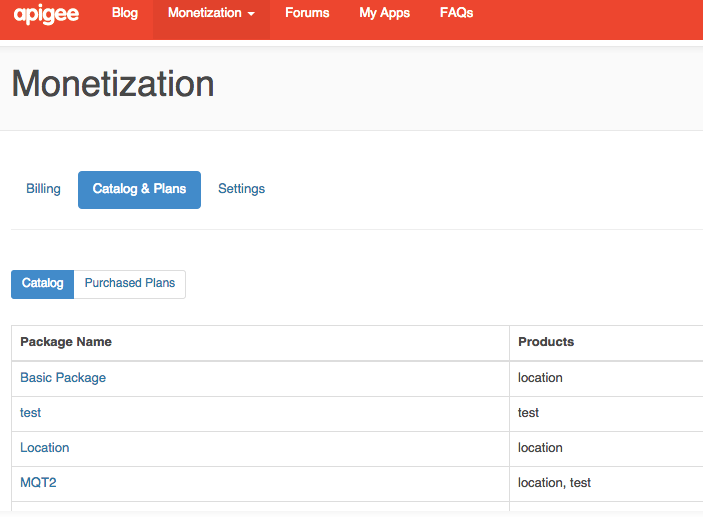 apigee Blog Monetization Forums My Apps FAQs
Monetization
Billing Catalog & Plans Settings
Catalog Purchased Plans
Package Name Products
Basic Package location
test test
Location location
MQT2 location, test